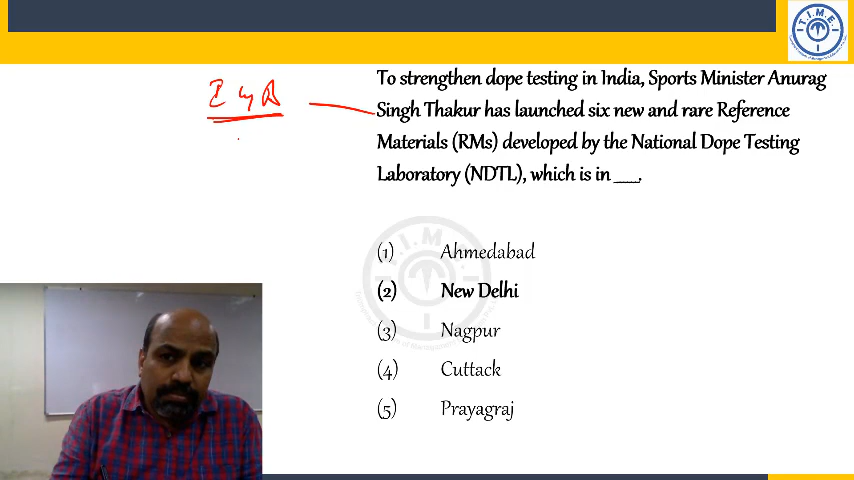 T.I.M.E.
To strengthen dope testing in India, Sports Minister Anurag
Singh Thakur has launched six new and rare Reference
Materials (RMs) developed by the National Dope Testing
Laboratory (NDTL), which is in ___.
(1) Ahmedabad
(2) New Delhi
(3) Nagpur
(4) Cuttack
(5) Prayagraj